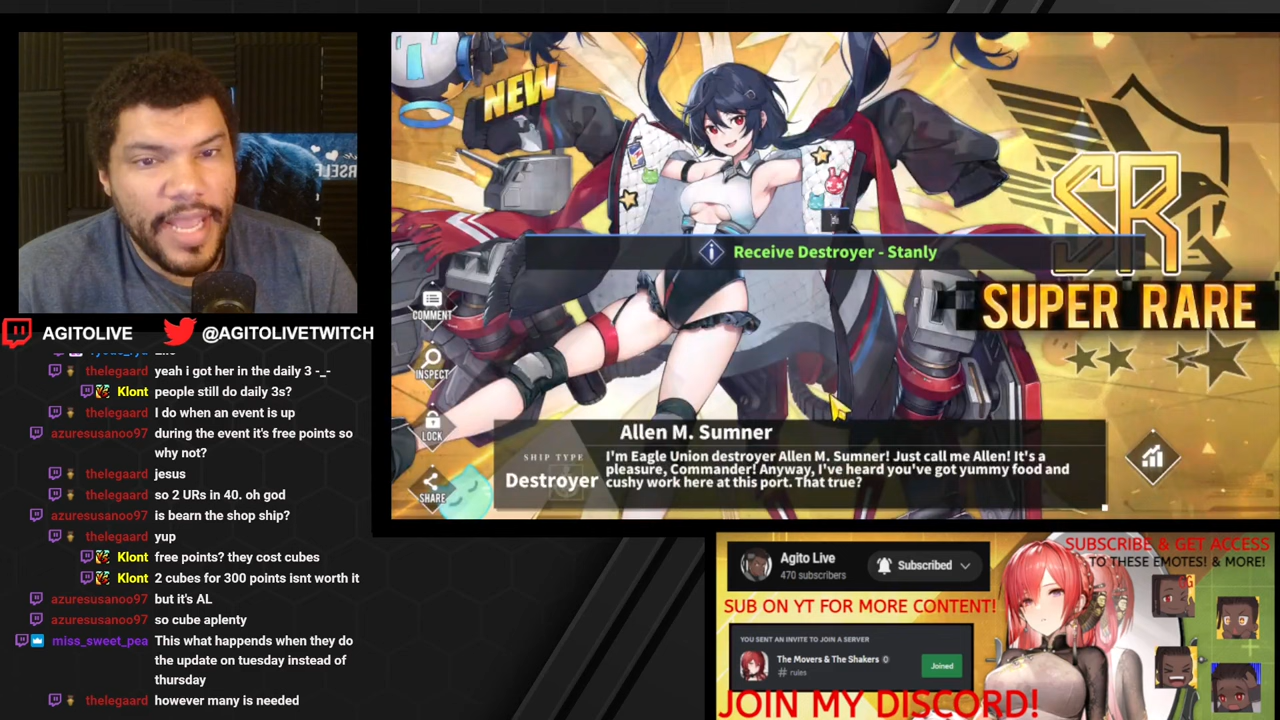 NEW
SR
SUPER RARE
Receive Destroyer - Stanly
COMMENT
INSPECT
LOCK
SHARE
Allen M. Sumner
SHIP TYPE
Destroyer
I'm Eagle Union destroyer Allen M. Sumner! Just call me Allen! It's a
pleasure, Commander! Anyway, I've heard you've got yummy food and
cushy work here at this port. That true?
AGITOLIVE
@AGITOLIVETWITCH
thelegaard yeah i got her in the daily 3 -_-
Klont people still do daily 3s?
thelegaard I do when an event is up
azuresusanoo97 during the event it's free points so
why not?
thelegaard jesus
thelegaard so 2 URs in 40. oh god
azuresusanoo97 is bearn the shop ship?
thelegaard yup
Klont free points? they cost cubes
Klont 2 cubes for 300 points isnt worth it
azuresusanoo97 but it's AL
azuresusanoo97 so cube aplenty
miss_sweet_pea This what happends when they do
the update on tuesday instead of
thursday
thelegaard however many is needed
Agito Live
470 subscribers
Subscribed
SUB ON YT FOR MORE CONTENT!
YOU SENT AN INVITE TO JOIN A SERVER
The Movers & The Shakers
# rules
Joined
JOIN MY DISCORD!
SUBSCRIBE & GET ACCESS
TO THESE EMOTES! & MORE!